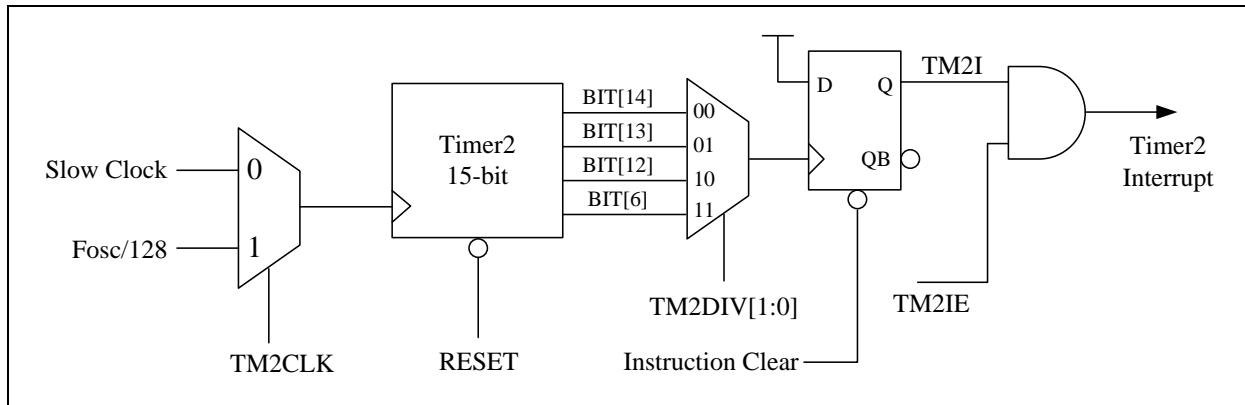 Slow Clock
Fosc/128
0
1
TM2CLK
Timer2
15-bit
RESET
BIT[14]
BIT[13]
BIT[12]
BIT[6]
00
01
10
11
TM2DIV[1:0]
D
Q
QB
Instruction Clear
TM2I
TM2IE
Timer2
Interrupt